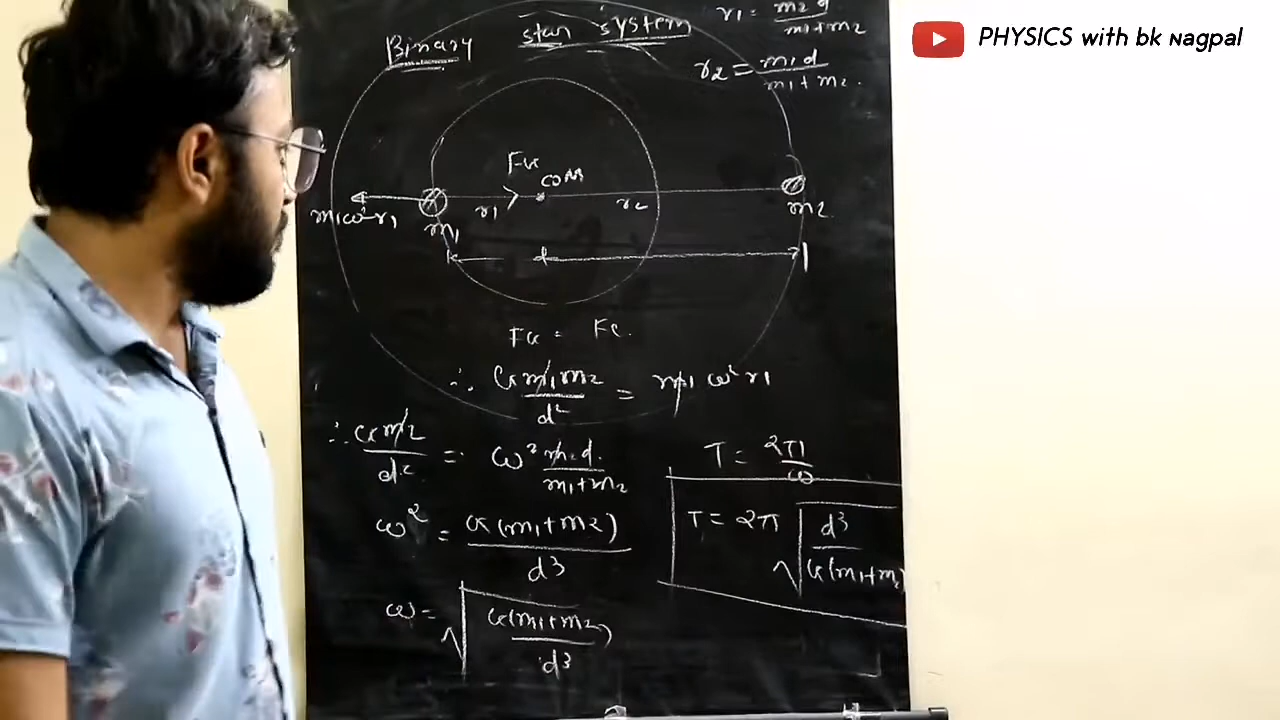 PHYSICS with bk Nagpal
Binary star system
r1 = m2 d / m1+m2
r2 = m1 d / m1+m2.
FG
COM
m1ω²r1
r1
r2
m1
m2
d
FG = Fc.
∴ G m1 m2 / d² = m1 ω² r1
∴ G m2 / d² = ω² m2 d. / m1+m2
T = 2π / ω
ω² = G(m1+m2) / d3
T = 2π √ d3 / G(m1+m2)
ω = √ G(m1+m2) / d3